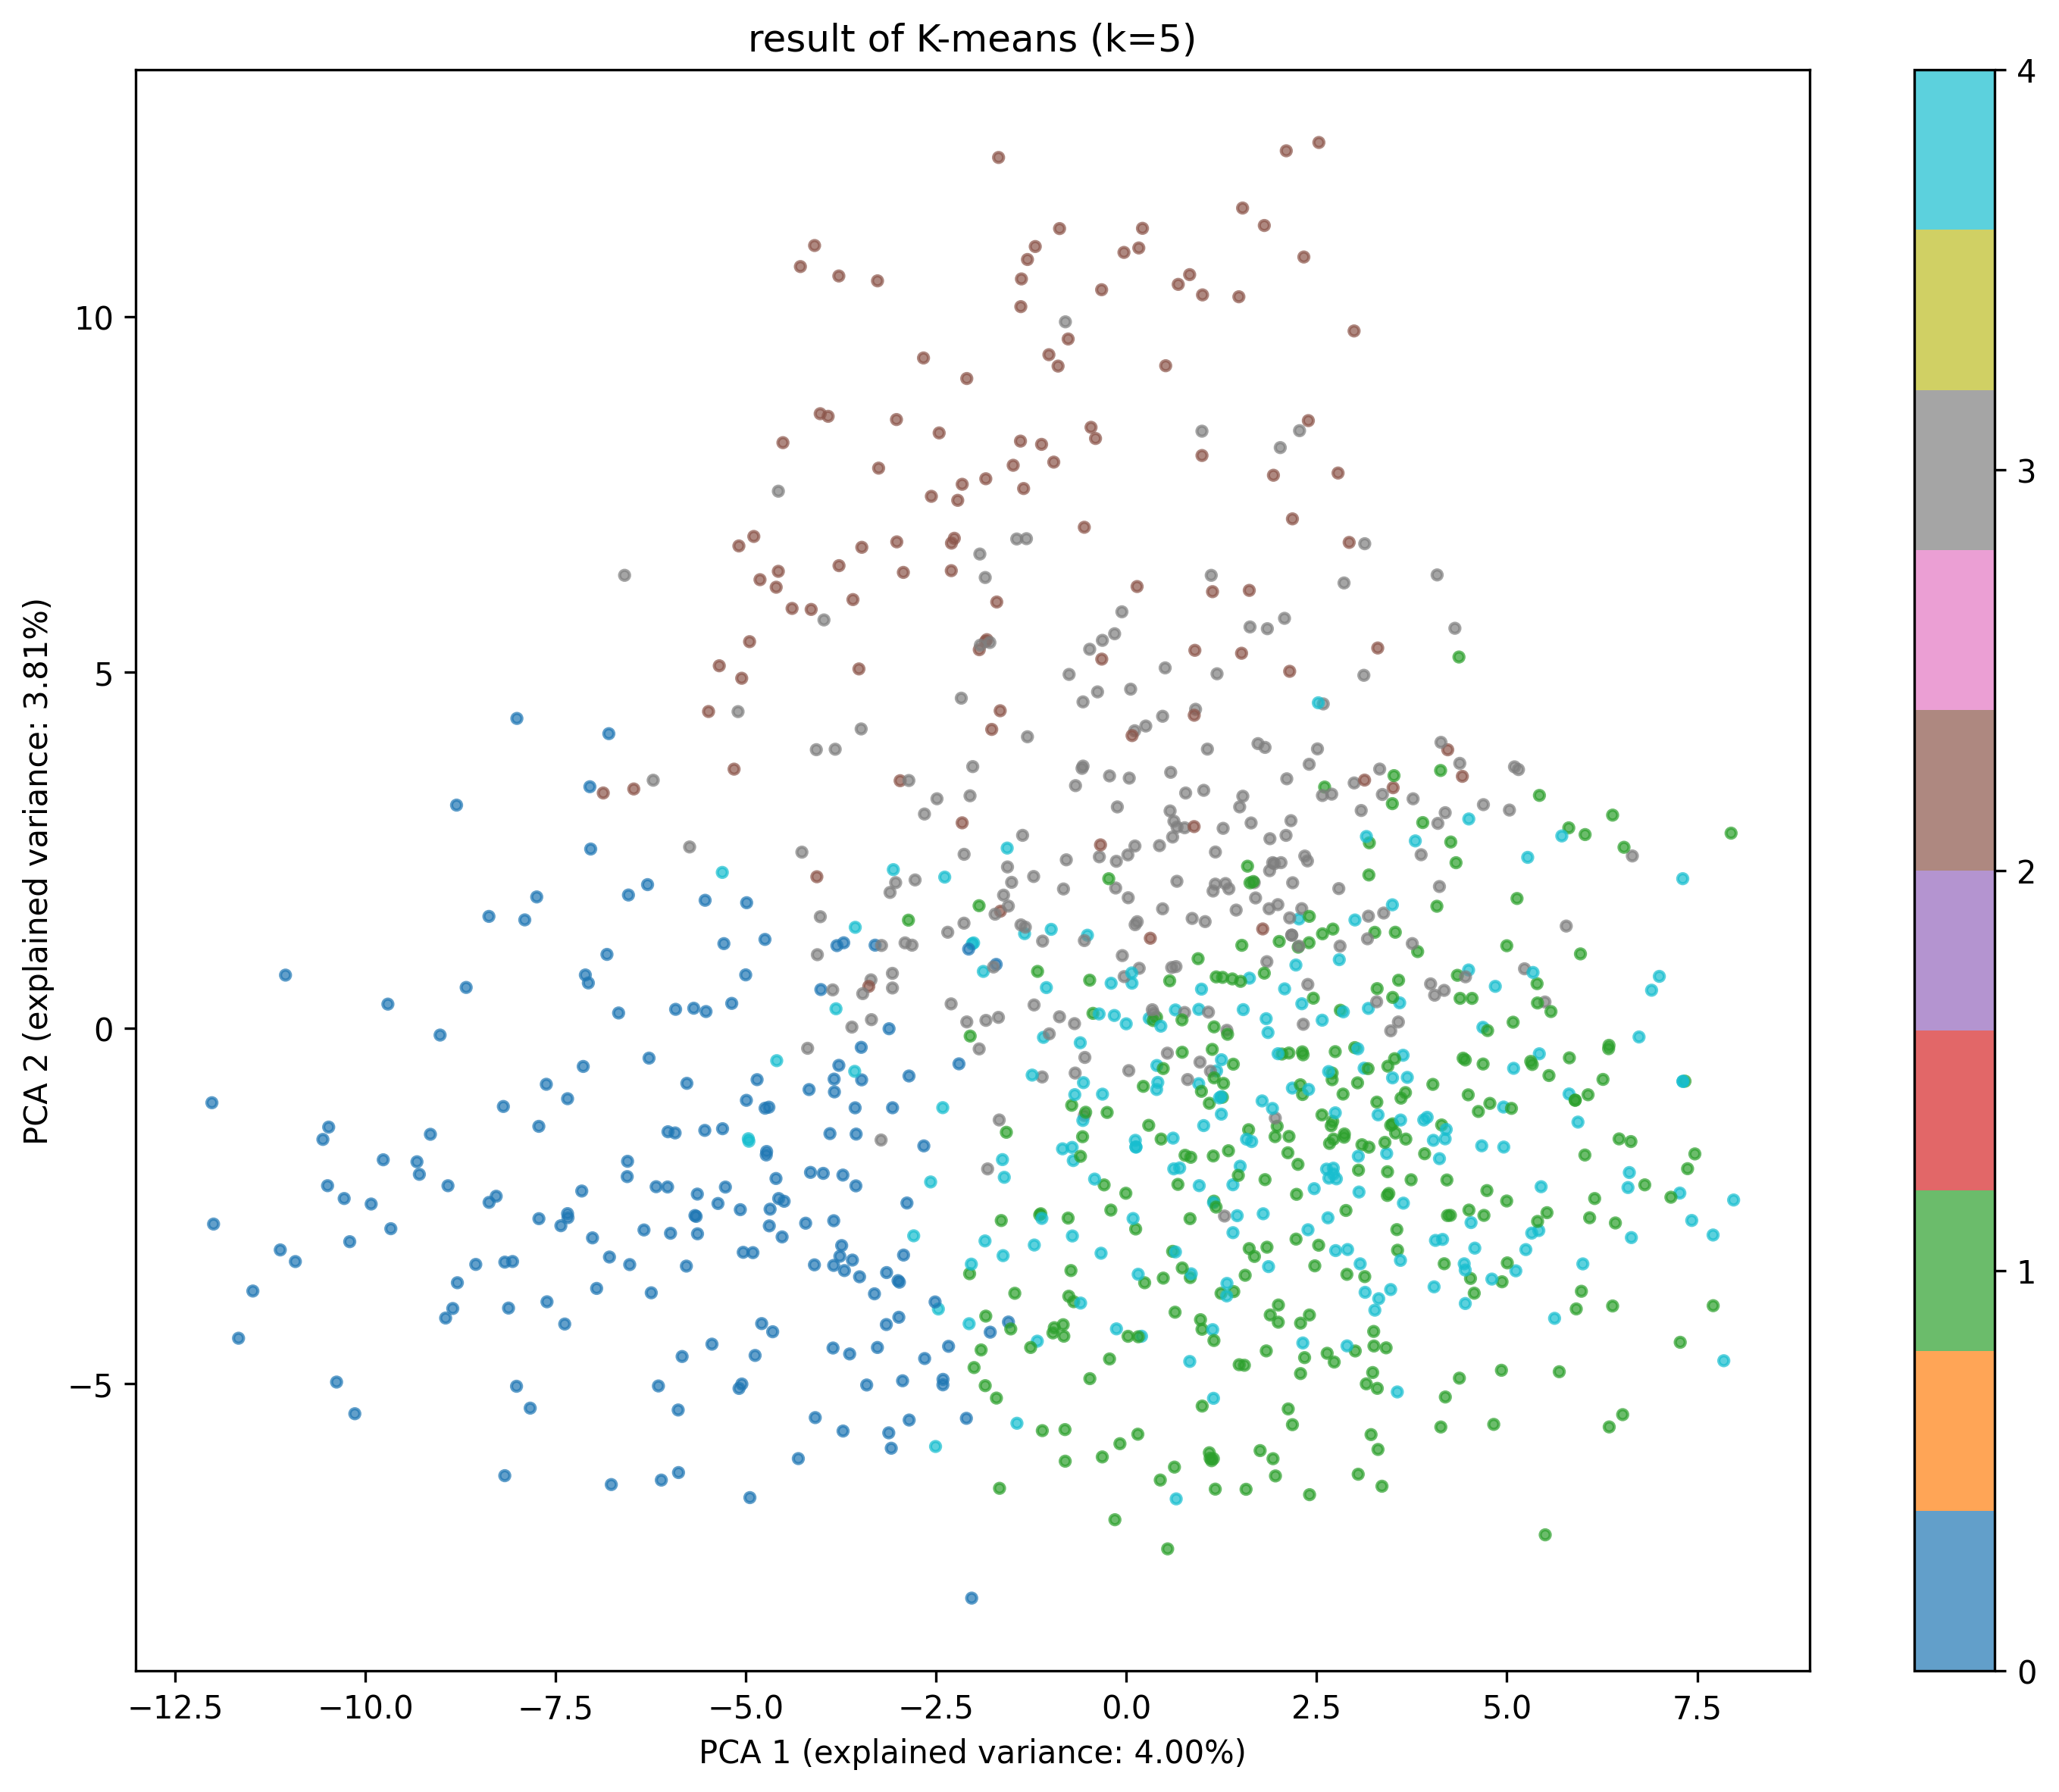 result of K-means (k=5)
PCA 2 (explained variance: 3.81%)
10
5
0
−5
−12.5 −10.0 −7.5 −5.0 −2.5 0.0 2.5 5.0 7.5
PCA 1 (explained variance: 4.00%)
4
3
2
1
0